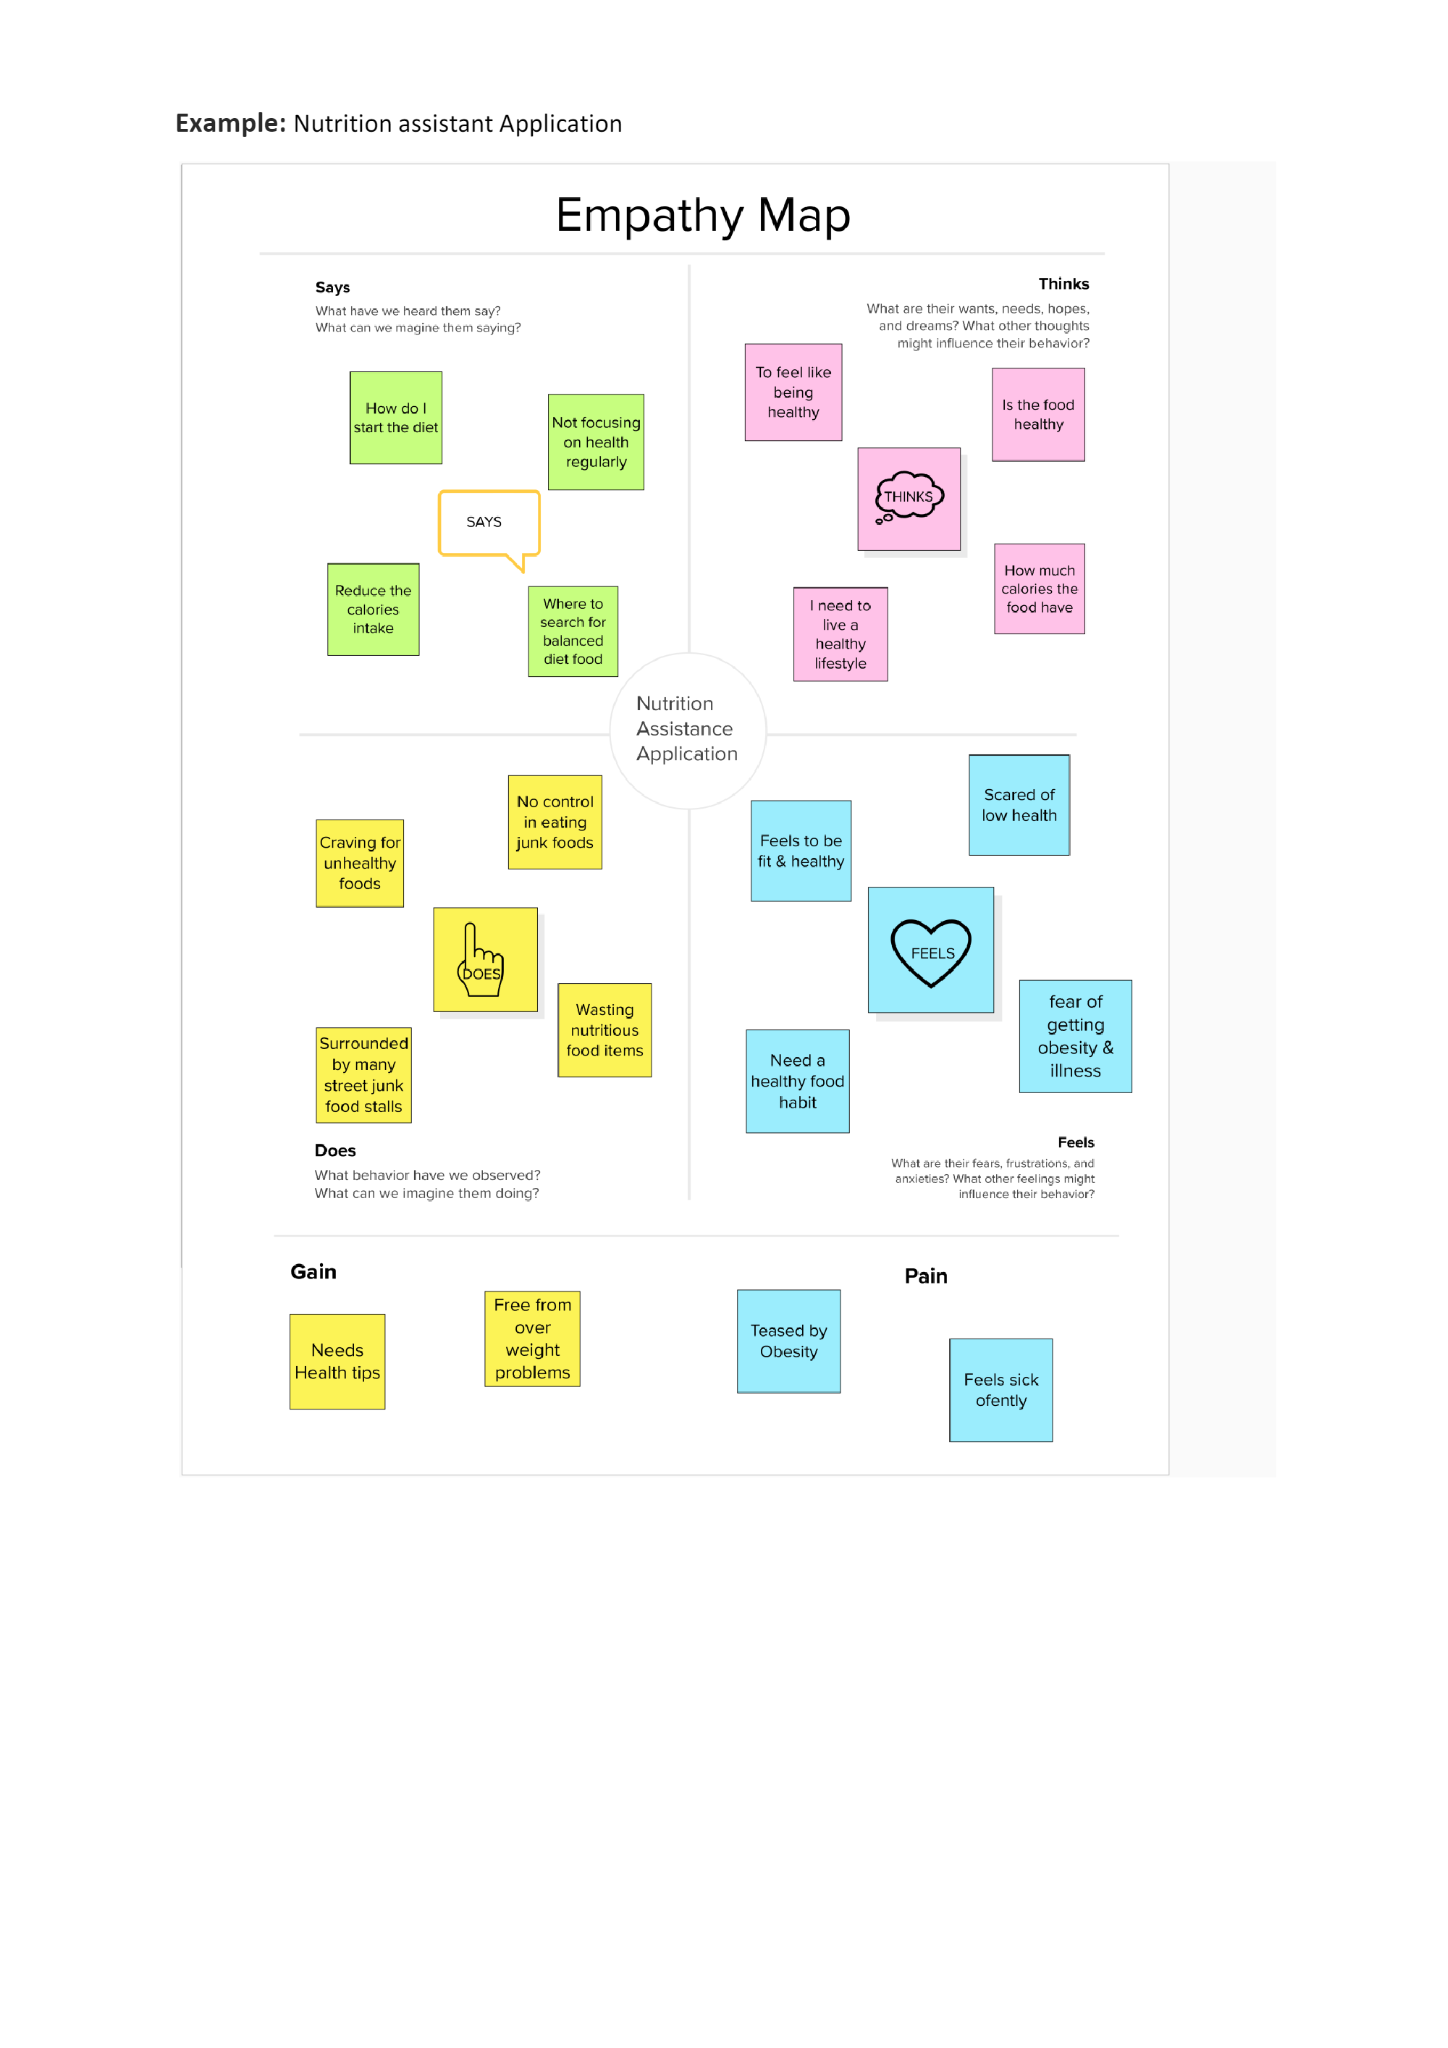 Example: Nutrition assistant Application
Empathy Map
Says
What have we heard them say?
What can we magine them saying?
How do I
start the diet
Not focusing
on health
regularly
SAYS
Reduce the
calories
intake
Where to
search for
balanced
diet food
Thinks
What are their wants, needs, hopes,
and dreams? What other thoughts
might influence their behavior?
To feel like
being
healthy
Is the food
healthy
THINKS
How much
calories the
food have
I need to
live a
healthy
lifestyle
Nutrition
Assistance
Application
No control
in eating
junk foods
Craving for
unhealthy
foods
DOES
Wasting
nutritious
food items
Surrounded
by many
street junk
food stalls
Does
What behavior have we observed?
What can we imagine them doing?
Scared of
low health
Feels to be
fit & healthy
FEELS
fear of
getting
obesity &
illness
Need a
healthy food
habit
Feels
What are their fears, frustrations, and
anxieties? What other feelings might
influence their behavior?
Gain
Needs
Health tips
Free from
over
weight
problems
Pain
Teased by
Obesity
Feels sick
ofently